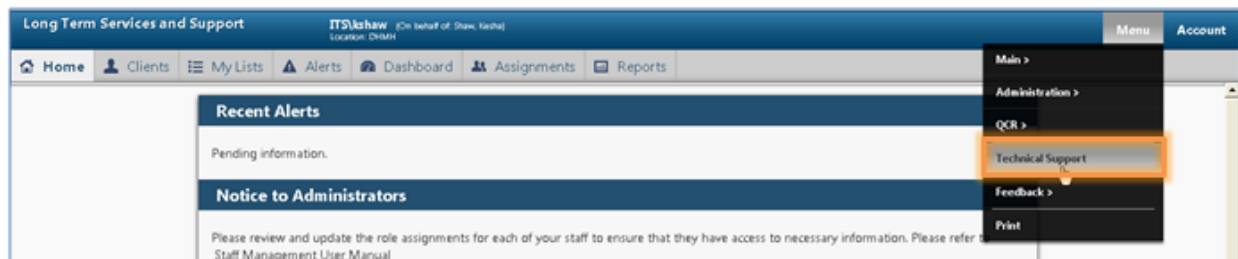 Long Term Services and Support
ITS\kshaw (On behalf of: Shaw, Kesha)
Location: DHMH
Menu
Account
Home
Clients
My Lists
Alerts
Dashboard
Assignments
Reports
Main >
Administration >
QCR >
Technical Support
Feedback >
Print
Recent Alerts
Pending information.
Notice to Administrators
Please review and update the role assignments for each of your staff to ensure that they have access to necessary information. Please refer
Staff Management User Manual